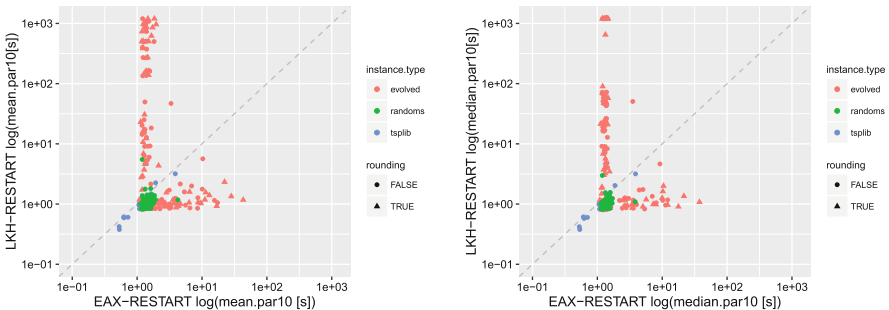 LKH−RESTART log(mean.par10[s])
1e+03
1e+02
1e+01
1e+00
1e−01
1e−01 1e+00 1e+01 1e+02 1e+03
EAX−RESTART log(mean.par10 [s])
instance.type
evolved
randoms
tsplib
rounding
FALSE
TRUE
LKH−RESTART log(median.par10[s])
1e+03
1e+02
1e+01
1e+00
1e−01
1e−01 1e+00 1e+01 1e+02 1e+03
EAX−RESTART log(median.par10 [s])
instance.type
evolved
randoms
tsplib
rounding
FALSE
TRUE